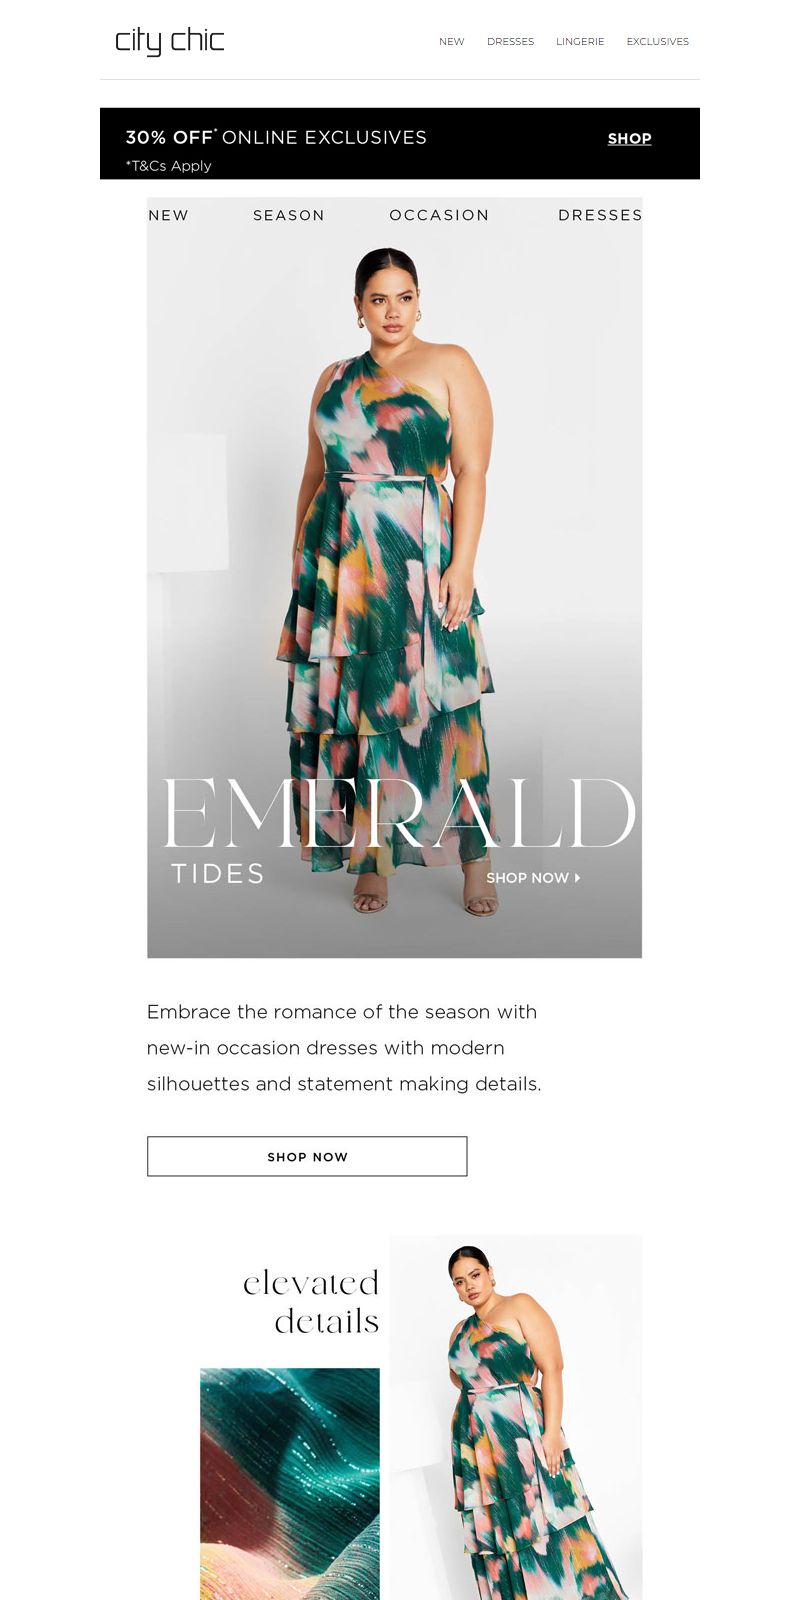 city chic
NEW DRESSES LINGERIE EXCLUSIVES
30% OFF* ONLINE EXCLUSIVES SHOP
*T&Cs Apply
NEW SEASON OCCASION DRESSES
EMERALD
TIDES SHOP NOW
Embrace the romance of the season with
new-in occasion dresses with modern
silhouettes and statement making details.
SHOP NOW
elevated
details